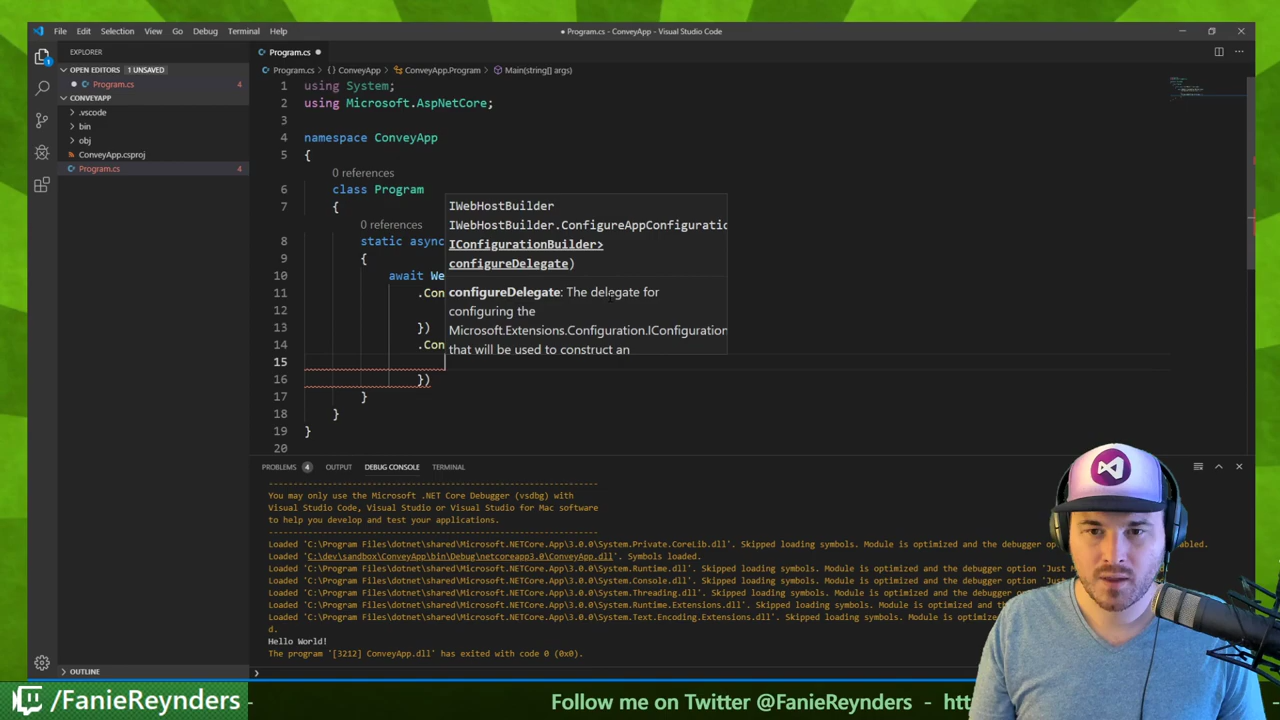 File Edit Selection View Go Debug Terminal Help
● Program.cs - ConveyApp - Visual Studio Code
EXPLORER
Program.cs ●
OPEN EDITORS 1 UNSAVED
● Program.cs 4
CONVEYAPP
.vscode
bin
obj
ConveyApp.csproj
Program.cs 4
OUTLINE
Program.cs > { } ConveyApp > ConveyApp.Program > Main(string[] args)
1 using System;
2 using Microsoft.AspNetCore;
3
4 namespace ConveyApp
5 {
0 references
6 class Program
7 {
0 references
8 static async
9 {
10 await We
11 .Con
12
13 })
14 .Con
15
16 })
17 }
18 }
19 }
20
IWebHostBuilder
IWebHostBuilder.ConfigureAppConfiguratio
IConfigurationBuilder>
configureDelegate)
configureDelegate: The delegate for
configuring the
Microsoft.Extensions.Configuration.IConfiguration
that will be used to construct an
PROBLEMS 4 OUTPUT DEBUG CONSOLE TERMINAL
-------------------------------------------------------------------
You may only use the Microsoft .NET Core Debugger (vsdbg) with
Visual Studio Code, Visual Studio or Visual Studio for Mac software
to help you develop and test your applications.
-------------------------------------------------------------------
Loaded 'C:\Program Files\dotnet\shared\Microsoft.NETCore.App\3.0.0\System.Private.CoreLib.dll'. Skipped loading symbols. Module is optimized and the debugger op
Loaded 'C:\dev\sandbox\ConveyApp\bin\Debug\netcoreapp3.0\ConveyApp.dll'. Symbols loaded.
Loaded 'C:\Program Files\dotnet\shared\Microsoft.NETCore.App\3.0.0\System.Runtime.dll'. Skipped loading symbols. Module is optimized and the debugger option 'Just M
Loaded 'C:\Program Files\dotnet\shared\Microsoft.NETCore.App\3.0.0\System.Console.dll'. Skipped loading symbols. Module is optimized and the debugger option 'Just
Loaded 'C:\Program Files\dotnet\shared\Microsoft.NETCore.App\3.0.0\System.Threading.dll'. Skipped loading symbols. Module is optimized and the debugger option
Loaded 'C:\Program Files\dotnet\shared\Microsoft.NETCore.App\3.0.0\System.Runtime.Extensions.dll'. Skipped loading symbols. Module is optimized and the
Loaded 'C:\Program Files\dotnet\shared\Microsoft.NETCore.App\3.0.0\System.Text.Encoding.Extensions.dll'. Skipped loading symbols. Module is optimize
d.
Hello World!
The program '[3212] ConveyApp.dll' has exited with code 0 (0x0).
/FanieReynders - Follow me on Twitter @FanieReynders - htt